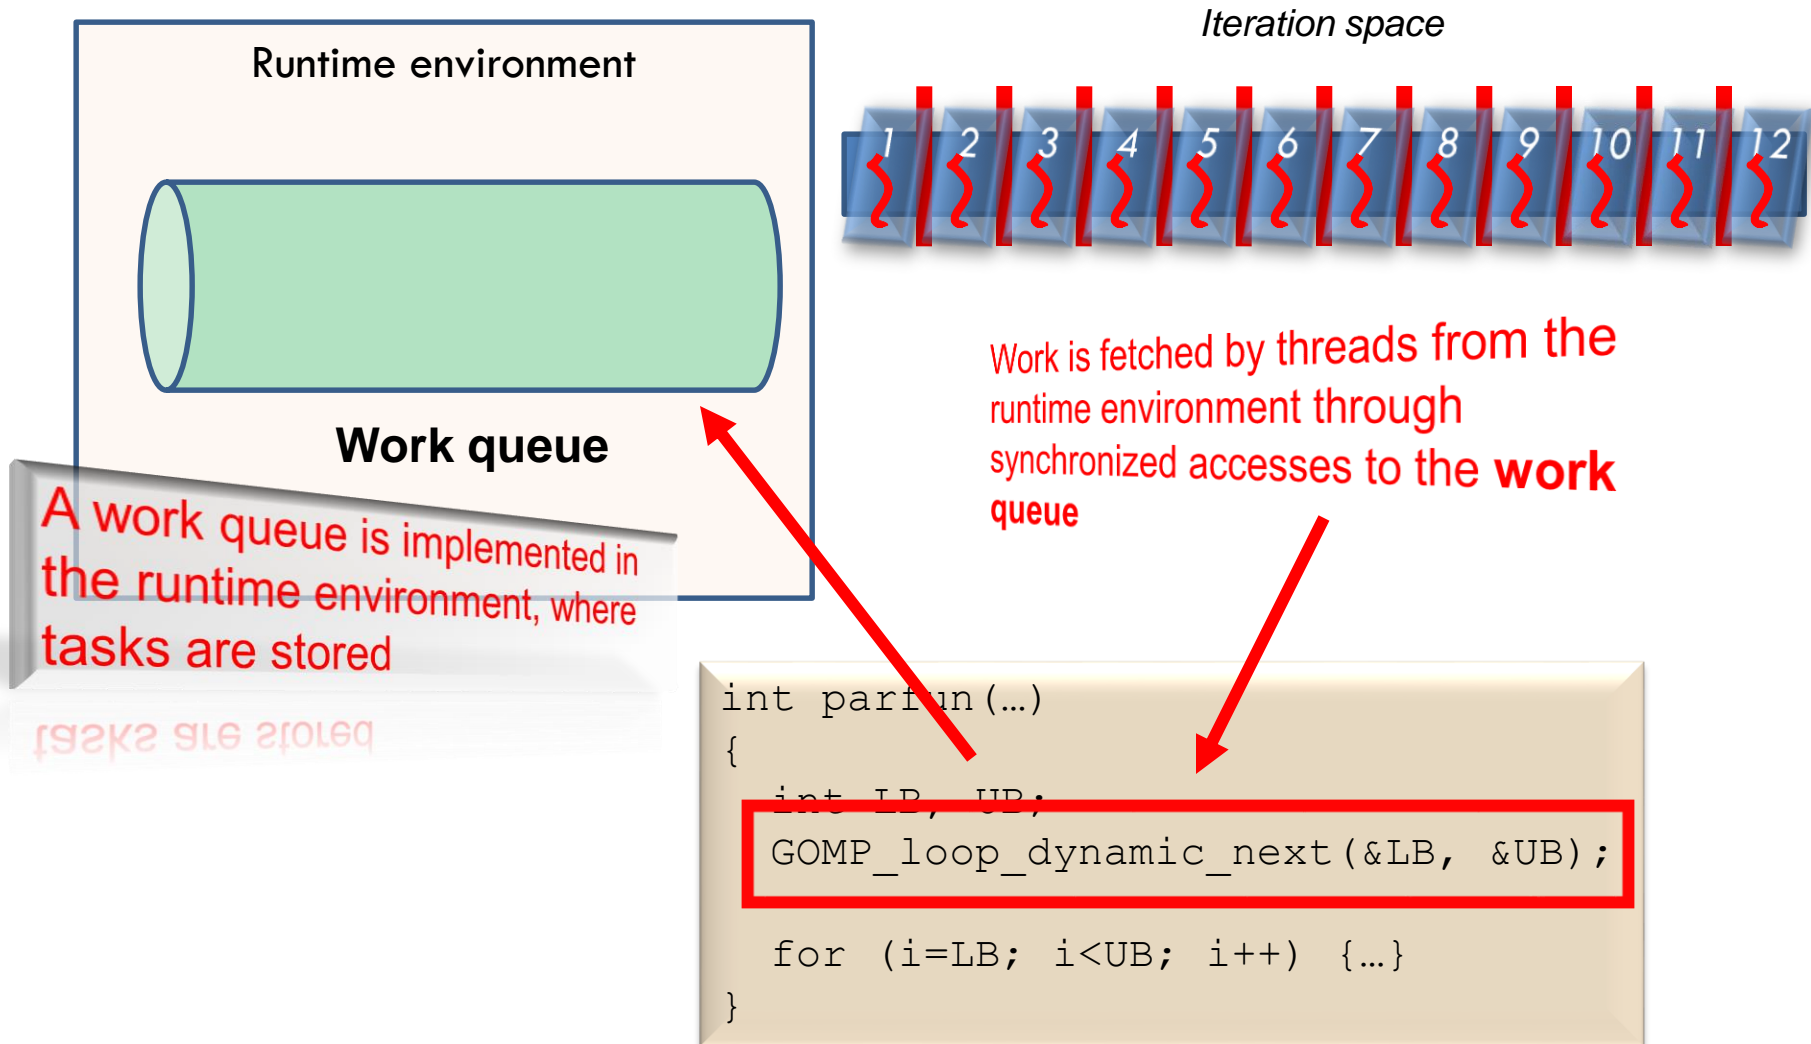 Iteration space
Runtime environment
1 2 3 4 5 6 7 8 9 10 11 12
Work queue
A work queue is implemented in
the runtime environment, where
tasks are stored
tasks are stored
Work is fetched by threads from the
runtime environment through
synchronized accesses to the work
queue
int parfun(…)
{
int LB, UB;
GOMP_loop_dynamic_next(&LB, &UB);
for (i=LB; i<UB; i++) {…}
}